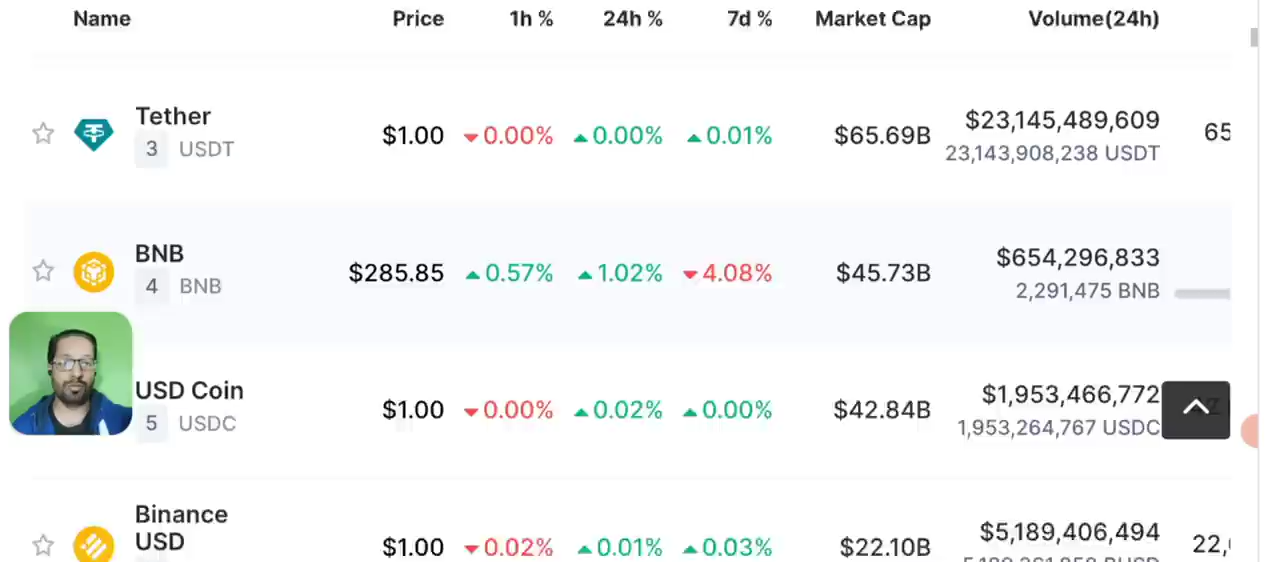 Name Price 1h % 24h % 7d % Market Cap Volume(24h)
Tether
3 USDT
$1.00 0.00% 0.00% 0.01% $65.69B
$23,145,489,609
23,143,908,238 USDT
65
BNB
4 BNB
$285.85 0.57% 1.02% 4.08% $45.73B
$654,296,833
2,291,475 BNB
USD Coin
5 USDC
$1.00 0.00% 0.02% 0.00% $42.84B
$1,953,466,772
1,953,264,767 USDC
Binance
USD
$1.00 0.02% 0.01% 0.03% $22.10B
$5,189,406,494
22,